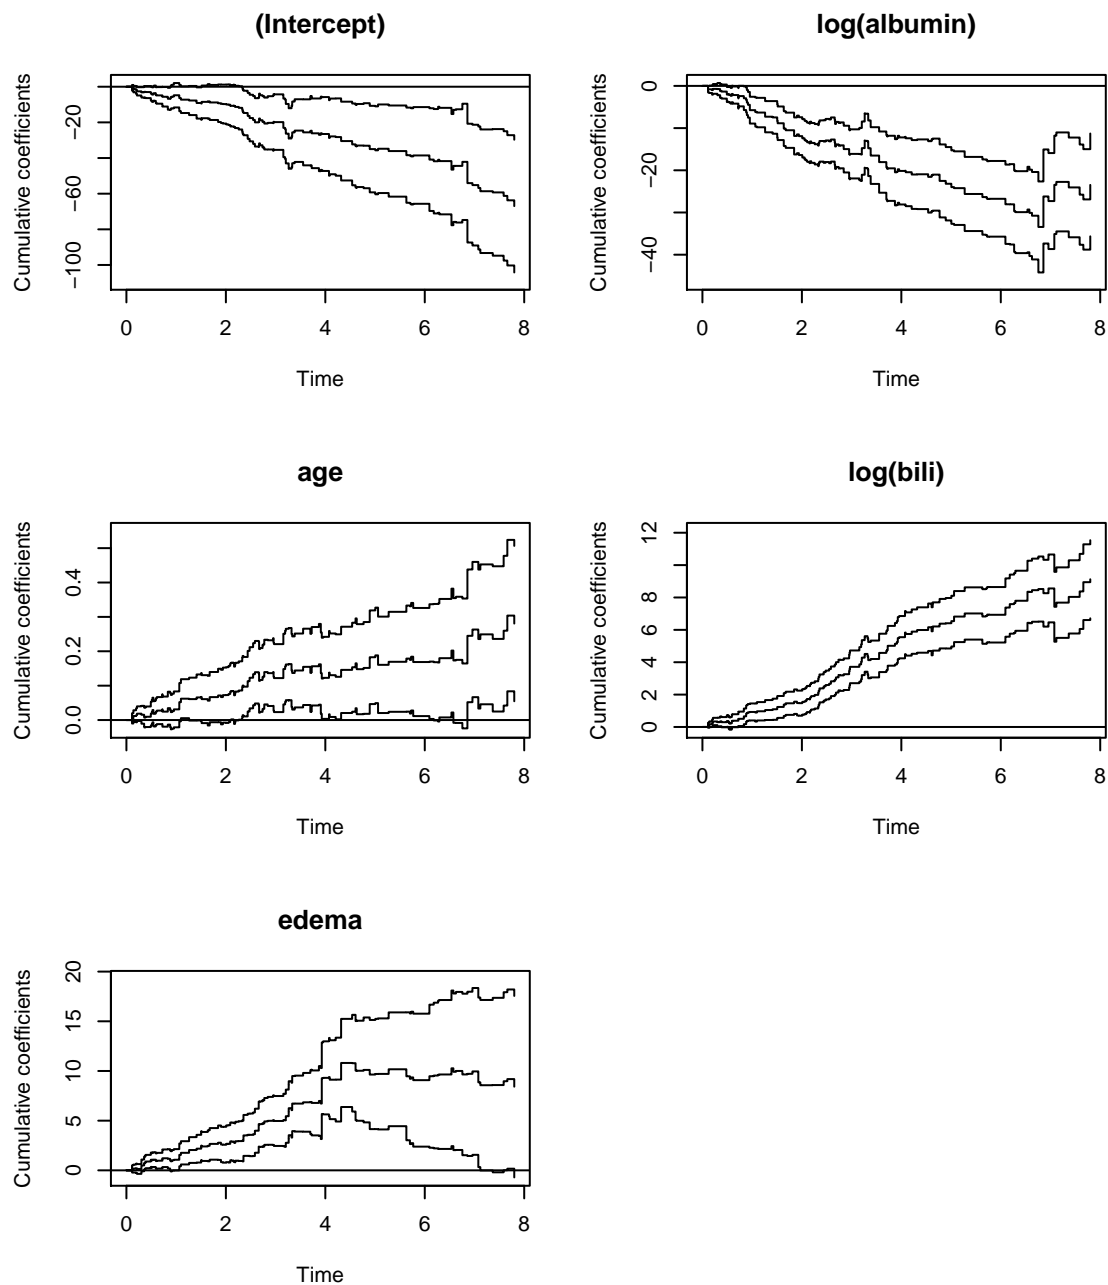 (Intercept)
Cumulative coefficients
−20
−60
−100
0 2 4 6 8
Time
log(albumin)
Cumulative coefficients
0
−20
−40
0 2 4 6 8
Time
age
Cumulative coefficients
0.4
0.2
0.0
0 2 4 6 8
Time
log(bili)
Cumulative coefficients
12
8
6
4
2
0
0 2 4 6 8
Time
edema
Cumulative coefficients
20
15
10
5
0
0 2 4 6 8
Time